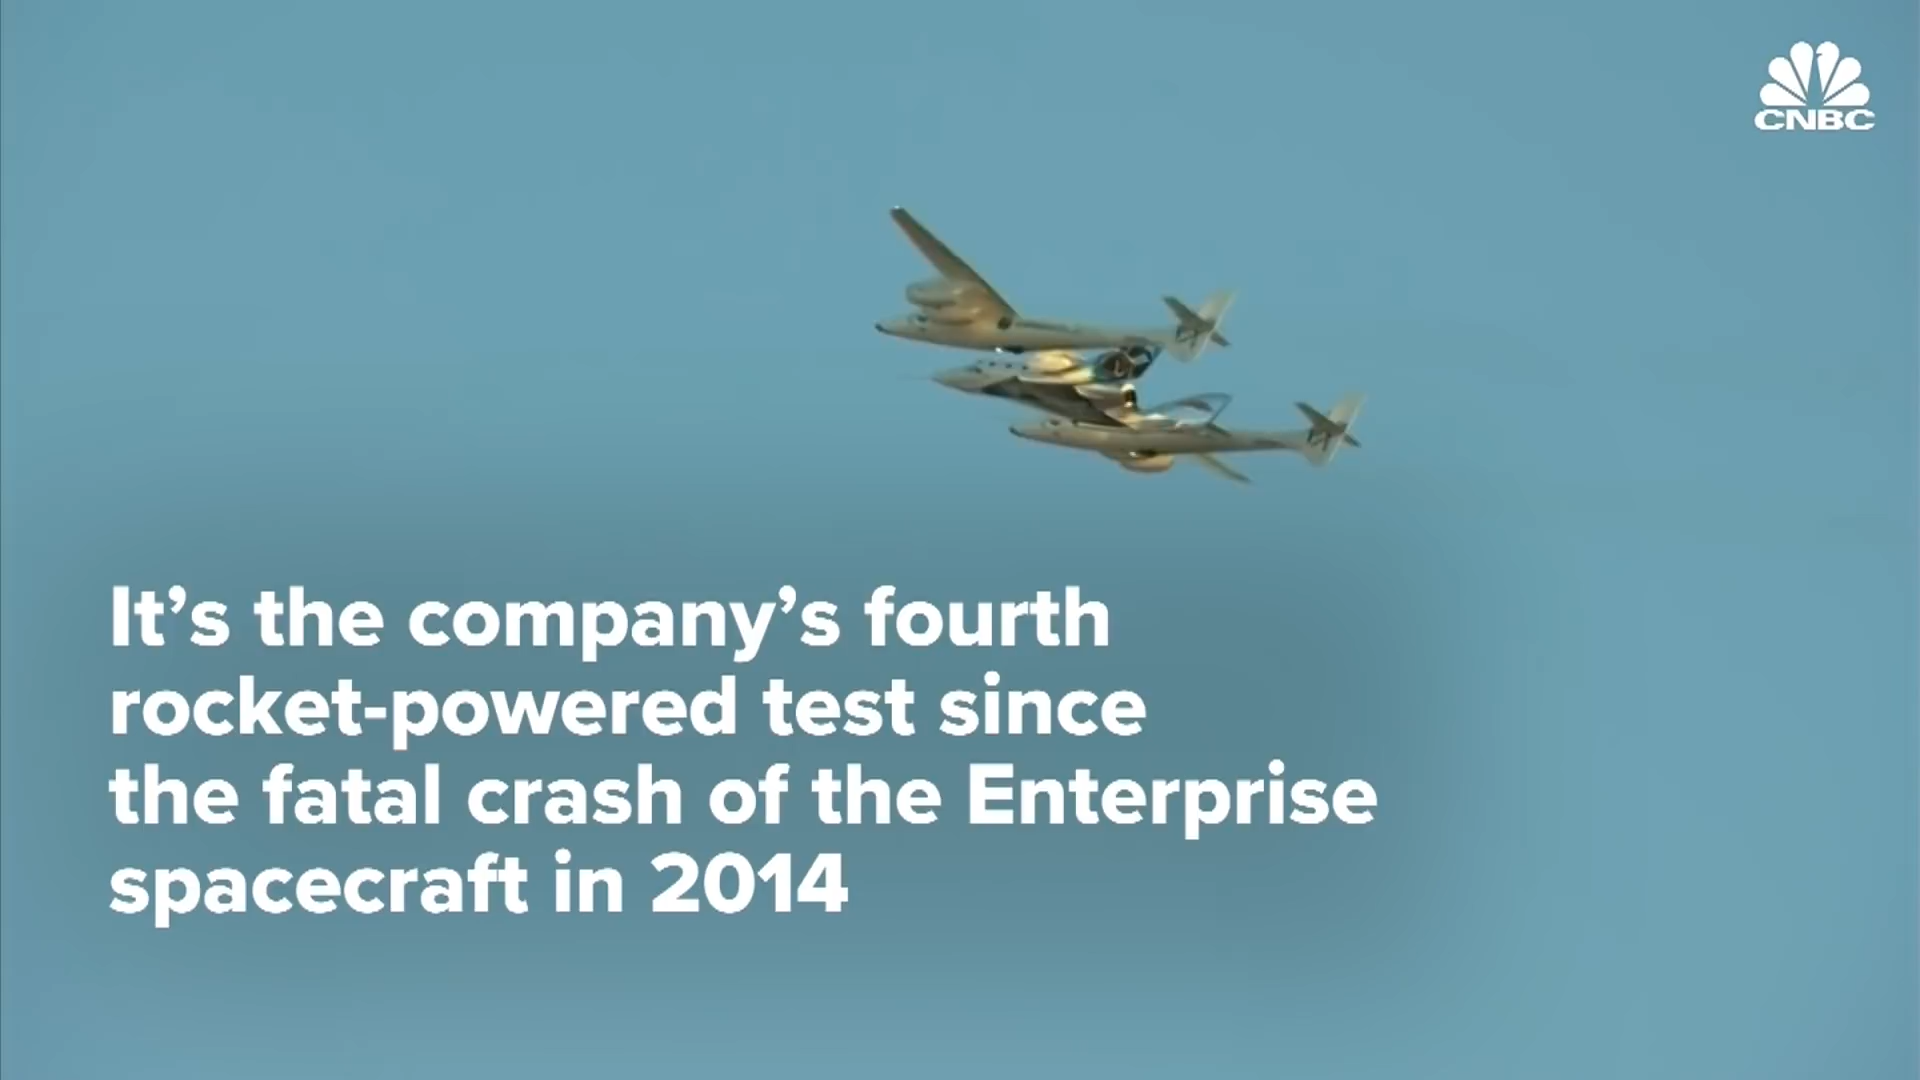 CNBC
It's the company's fourth
rocket-powered test since
the fatal crash of the Enterprise
spacecraft in 2014